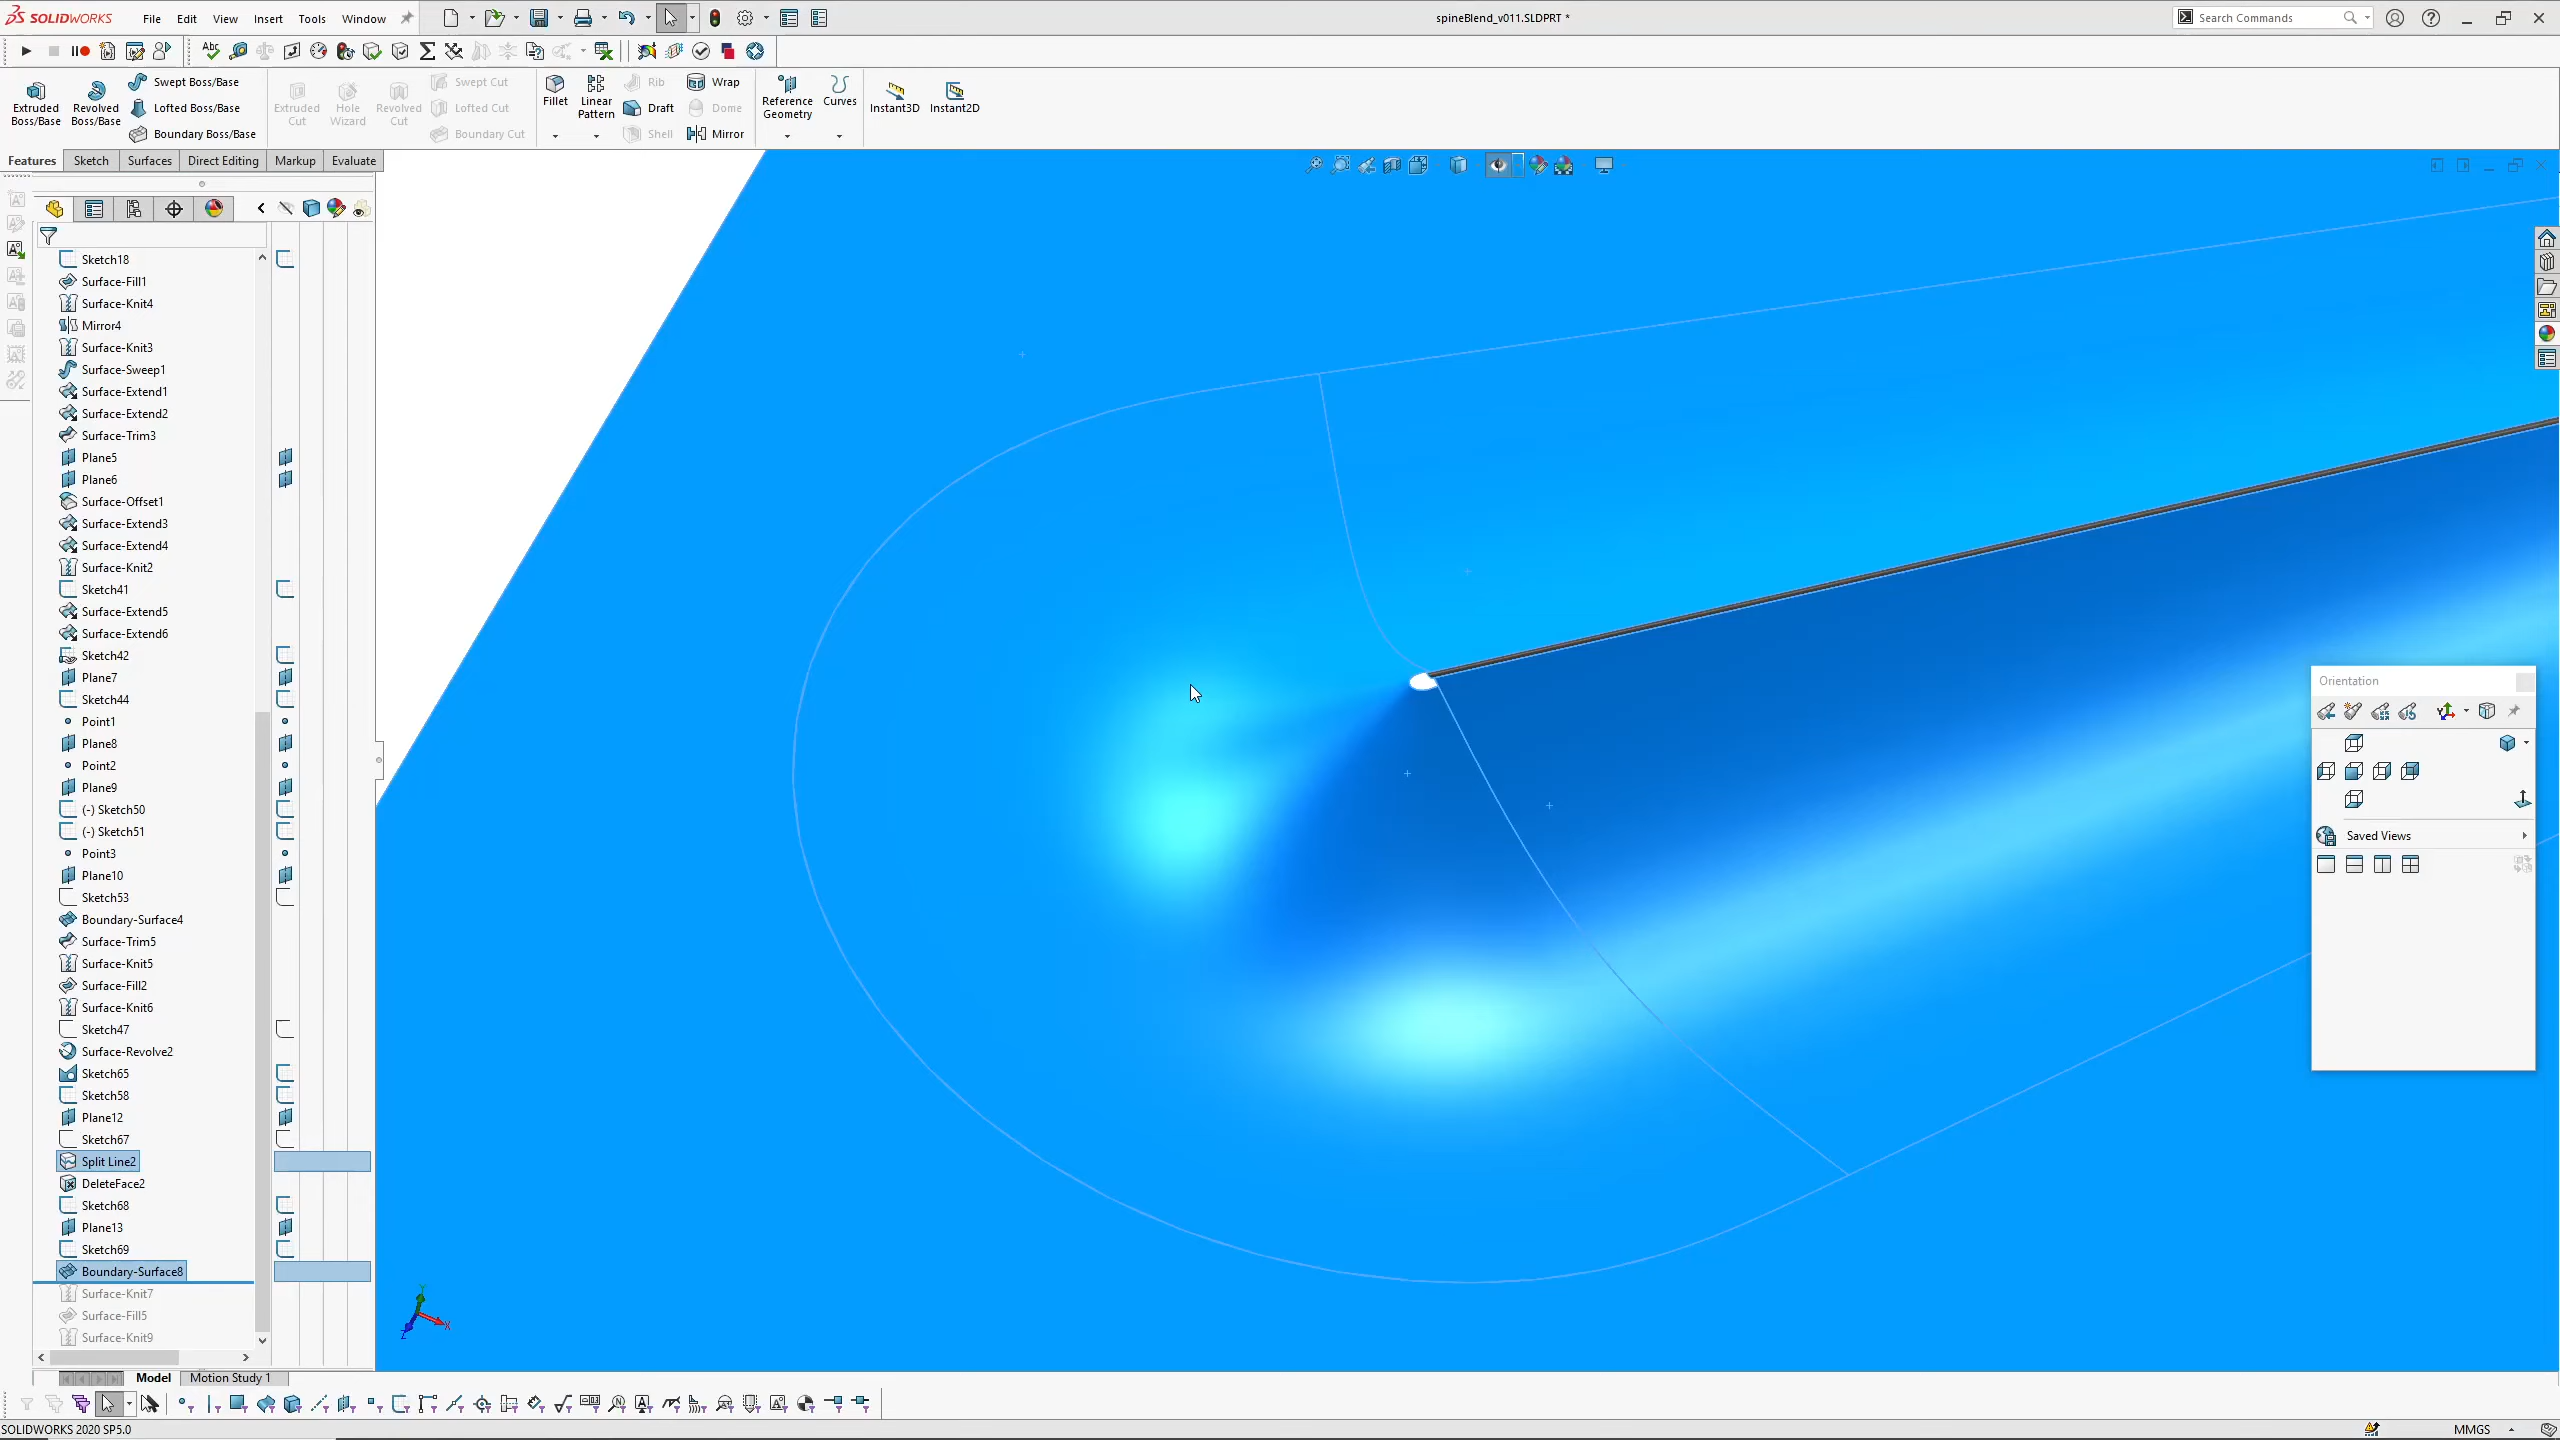 SOLIDWORKS File Edit View Insert Tools Window spineBlend_v011.SLDPRT * Search Commands
Extruded Boss/Base
Revolved Boss/Base
Swept Boss/Base
Lofted Boss/Base
Boundary Boss/Base
Extruded Cut
Hole Wizard
Revolved Cut
Swept Cut
Lofted Cut
Boundary Cut
Fillet
Linear Pattern
Rib
Draft
Shell
Wrap
Dome
Mirror
Reference Geometry
Curves
Instant3D
Instant2D
Features Sketch Surfaces Direct Editing Markup Evaluate
Sketch18
Surface-Fill1
Surface-Knit4
Mirror4
Surface-Knit3
Surface-Sweep1
Surface-Extend1
Surface-Extend2
Surface-Trim3
Plane5
Plane6
Surface-Offset1
Surface-Extend3
Surface-Extend4
Surface-Knit2
Sketch41
Surface-Extend5
Surface-Extend6
Sketch42
Plane7
Sketch44
Point1
Plane8
Point2
Plane9
(-) Sketch50
(-) Sketch51
Point3
Plane10
Sketch53
Boundary-Surface4
Surface-Trim5
Surface-Knit5
Surface-Fill2
Surface-Knit6
Sketch47
Surface-Revolve2
Sketch65
Sketch58
Plane12
Sketch67
Split Line2
DeleteFace2
Sketch68
Plane13
Sketch69
Boundary-Surface8
Surface-Knit7
Surface-Fill5
Surface-Knit9
Orientation
Saved Views
Y
X
Z
Model Motion Study 1
SOLIDWORKS 2020 SP5.0 MMGS